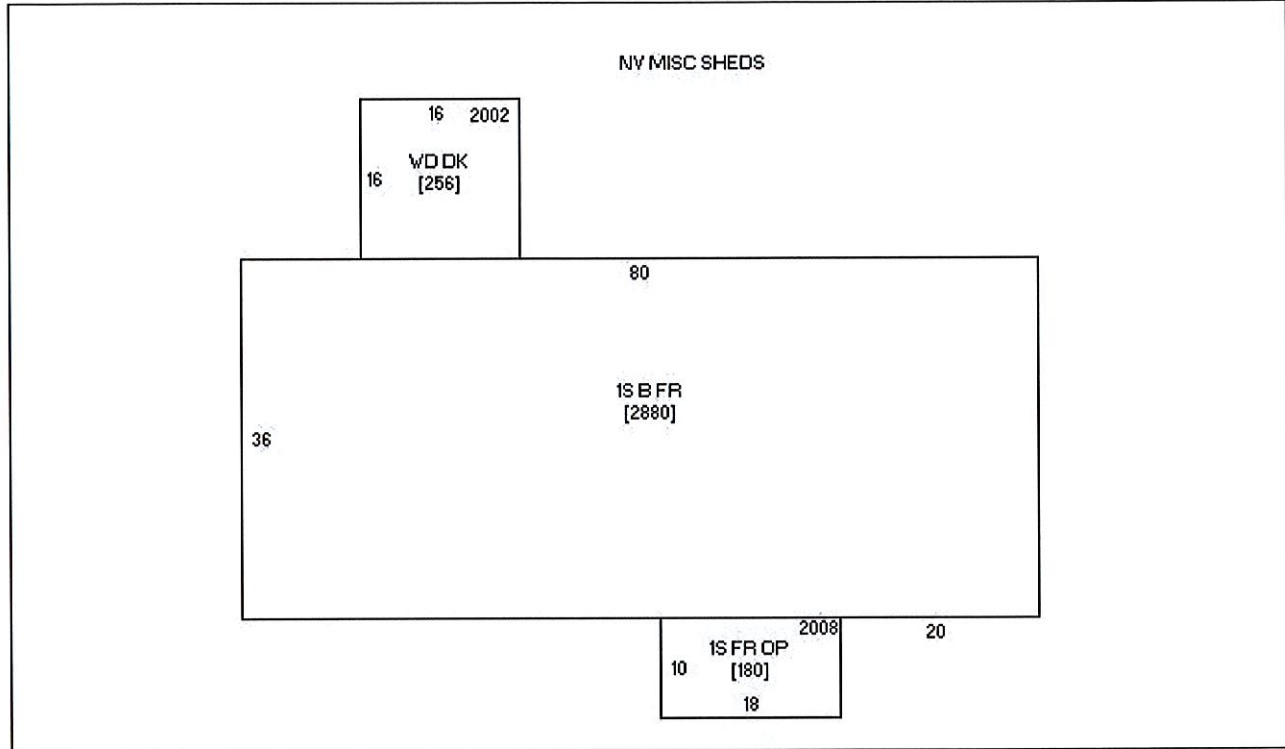 NV MISC SHEDS
16 2002
WD DK
16 [256]
80
1S B FR
[2880]
36
2008
20
1S FR OP
10 [180]
18